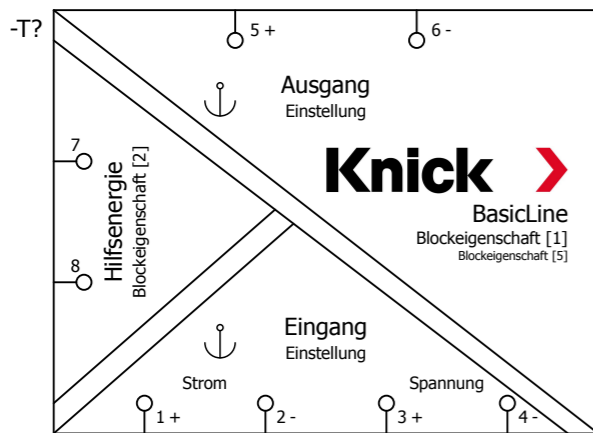 -T?
5 +
6 -
Ausgang
Einstellung
Knick
BasicLine
Blockeigenschaft [1]
Blockeigenschaft [5]
7
8
Hilfsenergie
Blockeigenschaft [2]
Eingang
Einstellung
Strom
Spannung
1 +
2 -
3 +
4 -